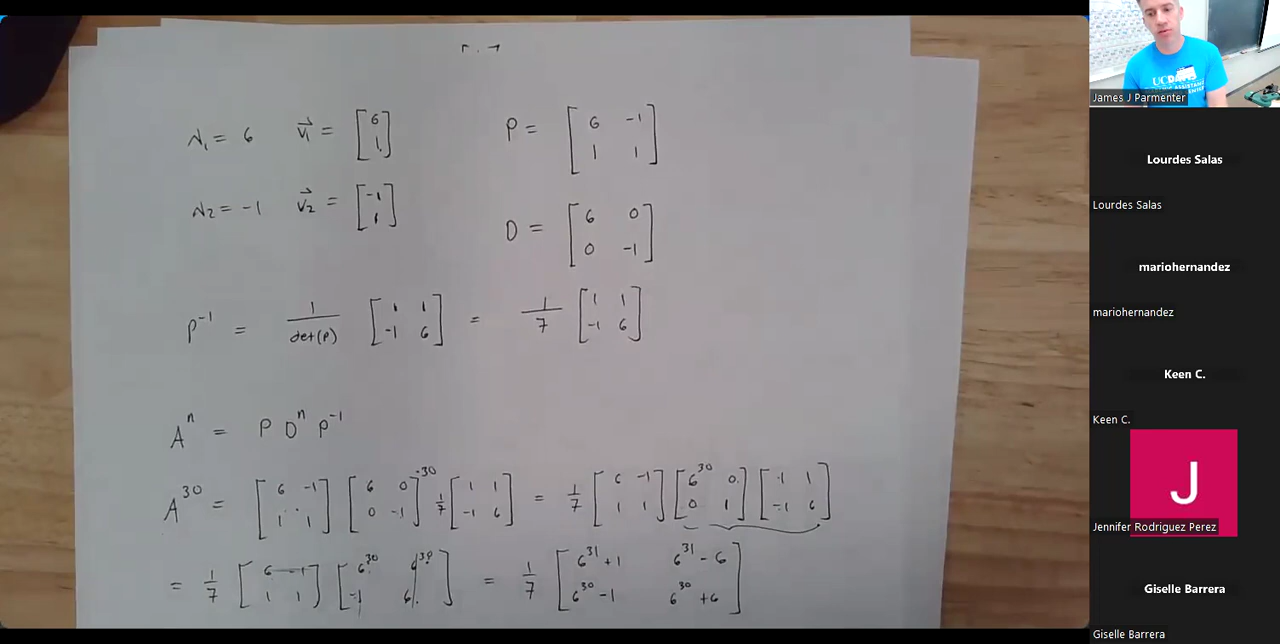 λ₁ = 6   v⃗₁ = [6; 1]   P = [6 -1; 1 1]
λ₂ = -1   v⃗₂ = [-1; 1]   D = [6 0; 0 -1]
P⁻¹ = 1/det(P) [1 1; -1 6] = 1/7 [1 1; -1 6]
Aⁿ = P Dⁿ P⁻¹
A³⁰ = [6 -1; 1 1] [6 0; 0 -1]³⁰ 1/7 [1 1; -1 6] = 1/7 [6 -1; 1 1] [6³⁰ 0; 0 1] [1 1; -1 6]
= 1/7 [6 -1; 1 1] [6³⁰ 6³⁰; -1 6] = 1/7 [6³¹+1 6³¹-6; 6³⁰-1 6³⁰+6]
UC DAVIS
James J Parmenter
Lourdes Salas
Lourdes Salas
mariohernandez
mariohernandez
Keen C.
Keen C.
J
Jennifer Rodriguez Perez
Giselle Barrera
Giselle Barrera